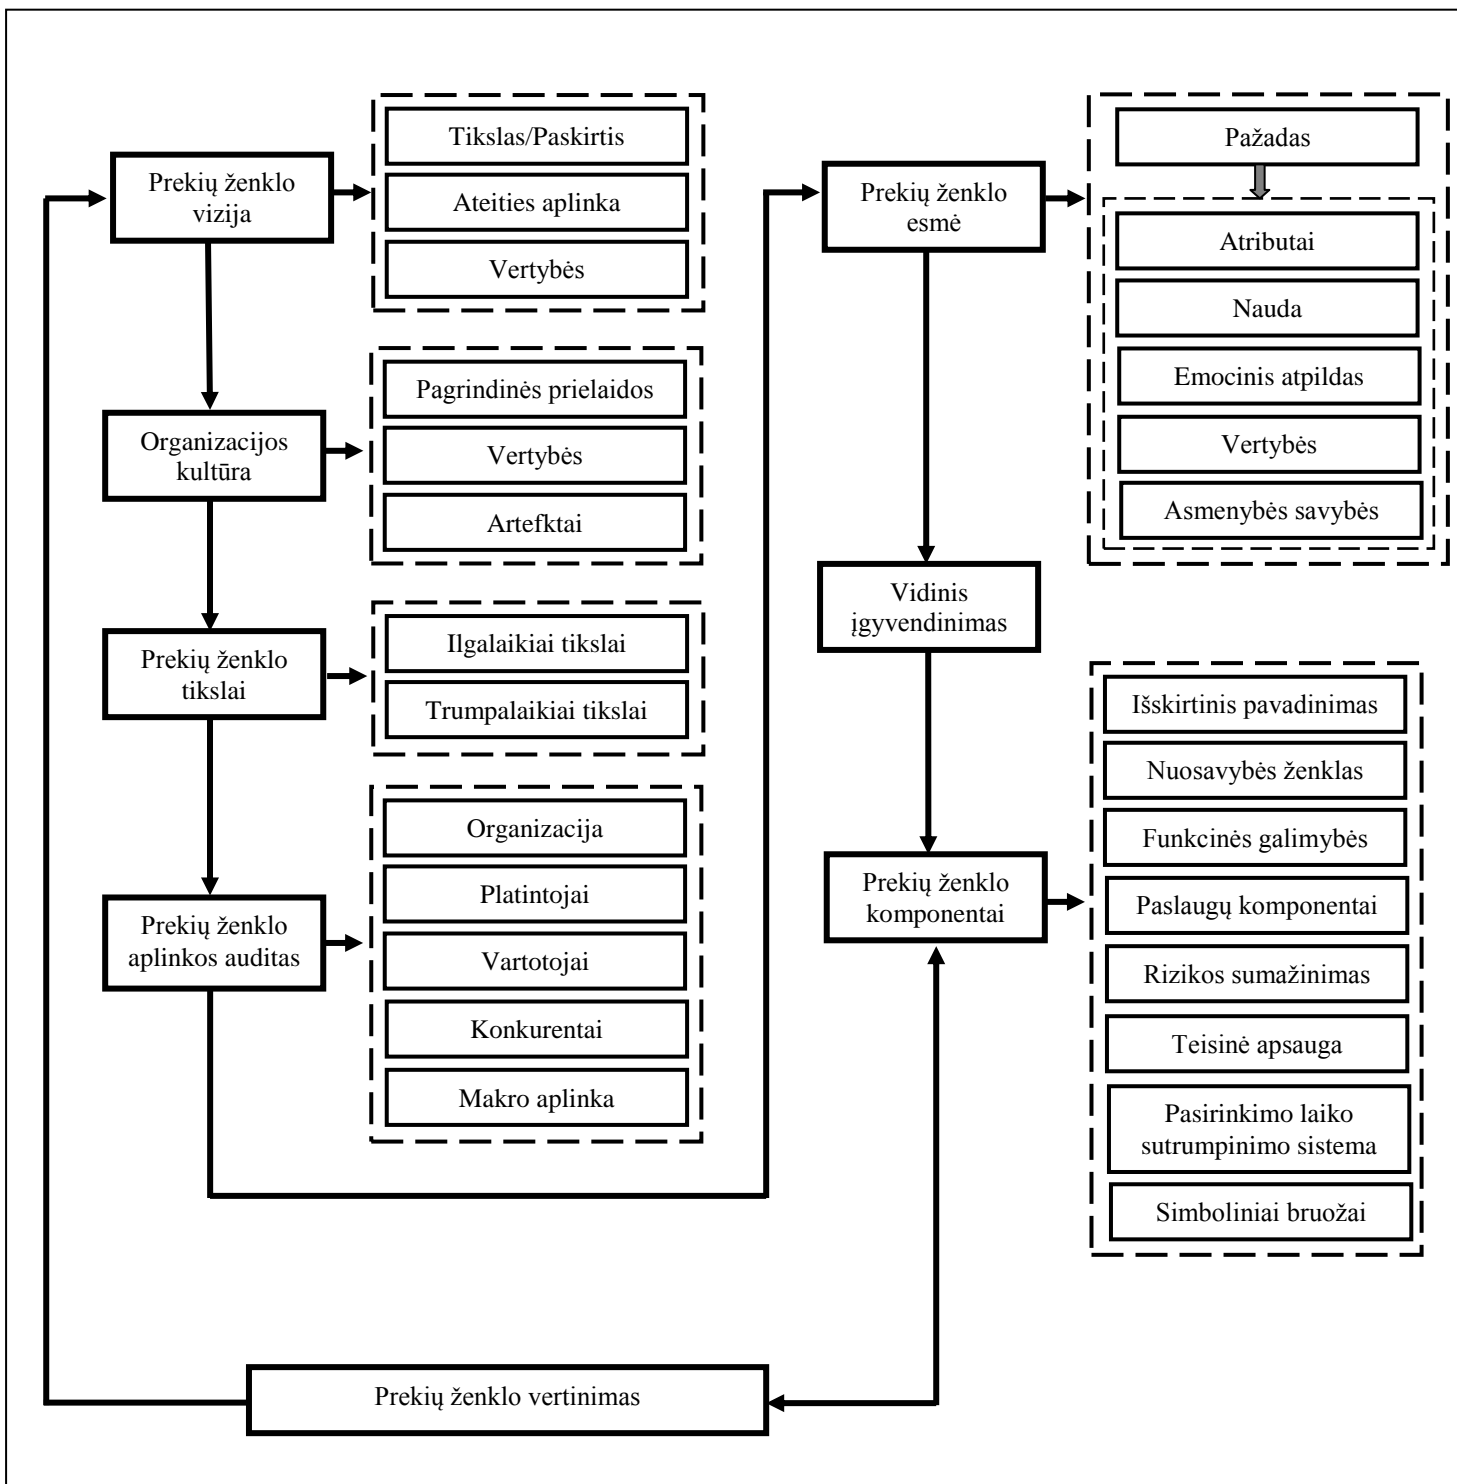 Prekių ženklo
vizija
Tikslas/Paskirtis
Ateities aplinka
Vertybės
Organizacijos
kultūra
Pagrindinės prielaidos
Vertybės
Artefktai
Prekių ženklo
tikslai
Ilgalaikiai tikslai
Trumpalaikiai tikslai
Prekių ženklo
aplinkos auditas
Organizacija
Platintojai
Vartotojai
Konkurentai
Makro aplinka
Prekių ženklo
esmė
Pažadas
Atributai
Nauda
Emocinis atpildas
Vertybės
Asmenybės savybės
Vidinis
įgyvendinimas
Prekių ženklo
komponentai
Išskirtinis pavadinimas
Nuosavybės ženklas
Funkcinės galimybės
Paslaugų komponentai
Rizikos sumažinimas
Teisinė apsauga
Pasirinkimo laiko
sutrumpinimo sistema
Simboliniai bruožai
Prekių ženklo vertinimas